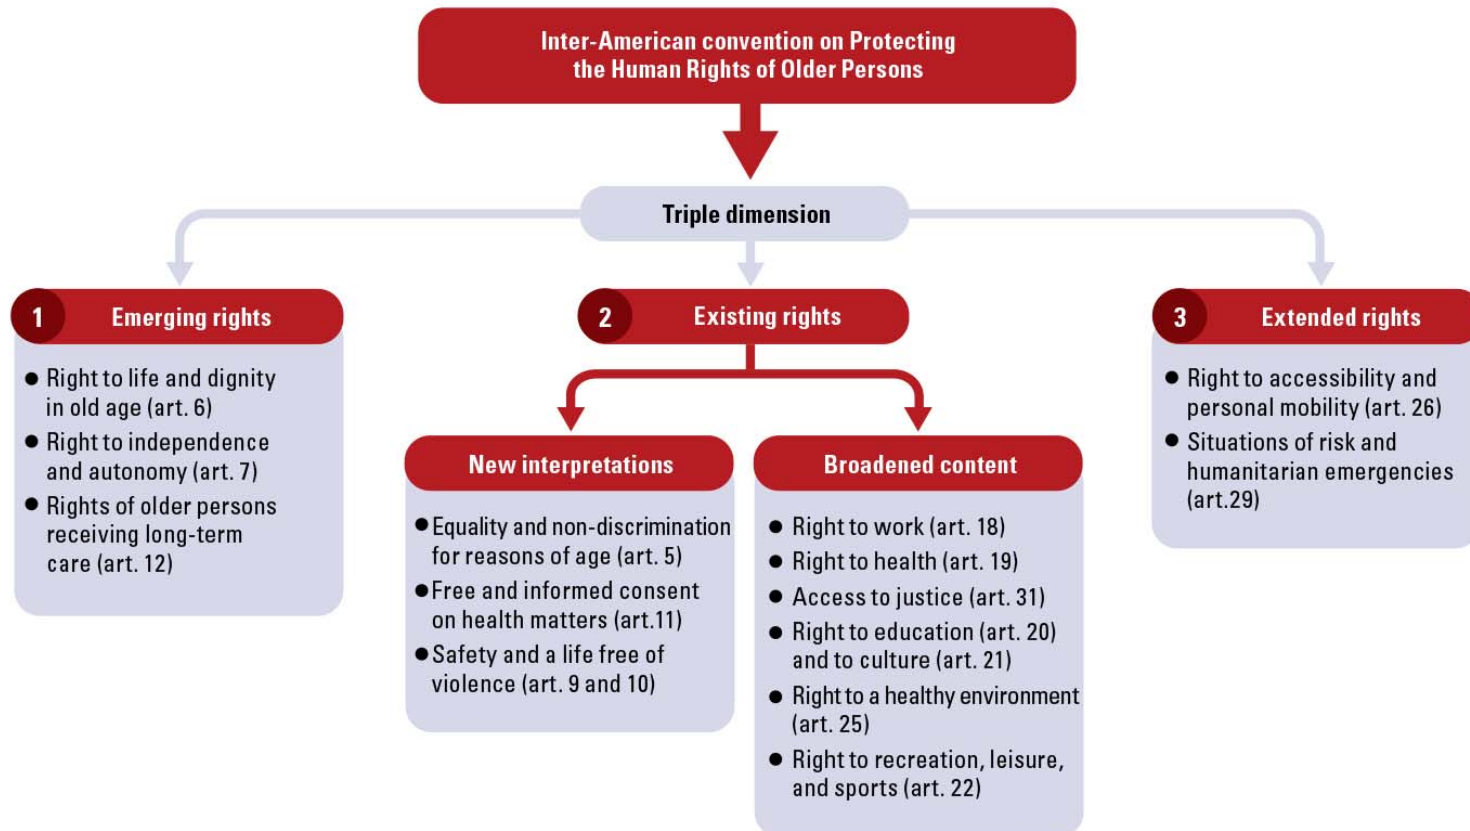 Inter-American convention on Protecting
the Human Rights of Older Persons
Triple dimension
1 Emerging rights
● Right to life and dignity
in old age (art. 6)
● Right to independence
and autonomy (art. 7)
● Rights of older persons
receiving long-term
care (art. 12)
2 Existing rights
New interpretations
● Equality and non-discrimination
for reasons of age (art. 5)
● Free and informed consent
on health matters (art.11)
● Safety and a life free of
violence (art. 9 and 10)
Broadened content
● Right to work (art. 18)
● Right to health (art. 19)
● Access to justice (art. 31)
● Right to education (art. 20)
and to culture (art. 21)
● Right to a healthy environment
(art. 25)
● Right to recreation, leisure,
and sports (art. 22)
3 Extended rights
● Right to accessibility and
personal mobility (art. 26)
● Situations of risk and
humanitarian emergencies
(art.29)